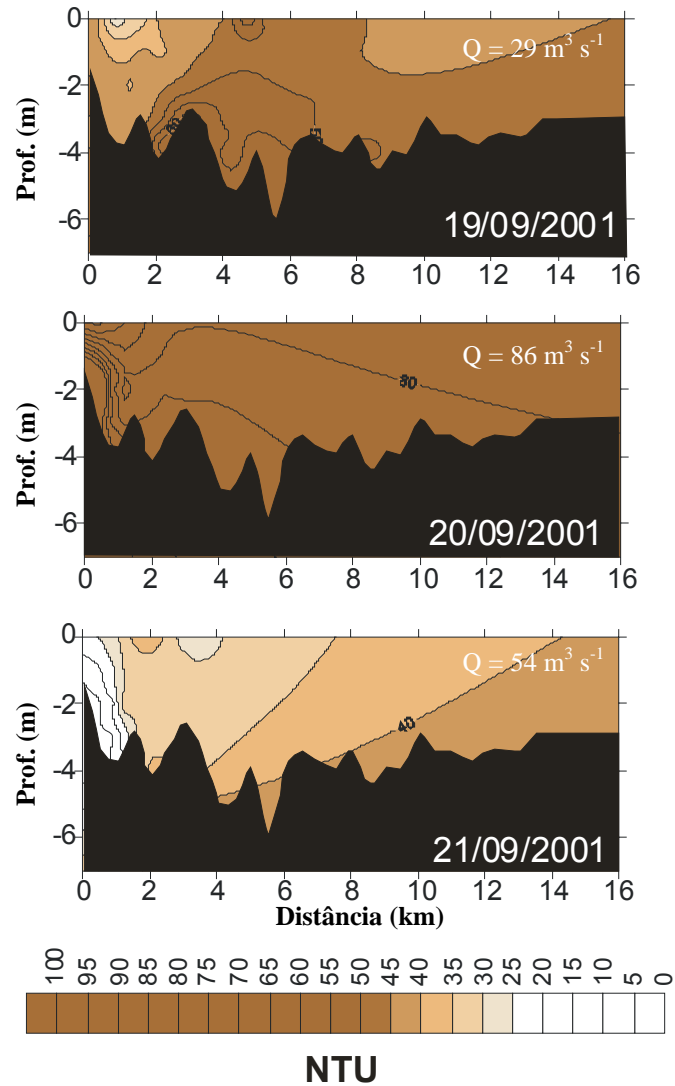 0
Q = 29 m³ s⁻¹
-2
Prof. (m)
-4
-6
19/09/2001
0 2 4 6 8 10 12 14 16
0
Q = 86 m³ s⁻¹
-2
Prof. (m)
-4
-6
20/09/2001
0 2 4 6 8 10 12 14 16
0
Q = 54 m³ s⁻¹
-2
40
Prof. (m)
-4
-6
21/09/2001
0 2 4 6 8 10 12 14 16
Distância (km)
100 95 90 85 80 75 70 65 60 55 50 45 40 35 30 25 20 15 10 5 0
NTU